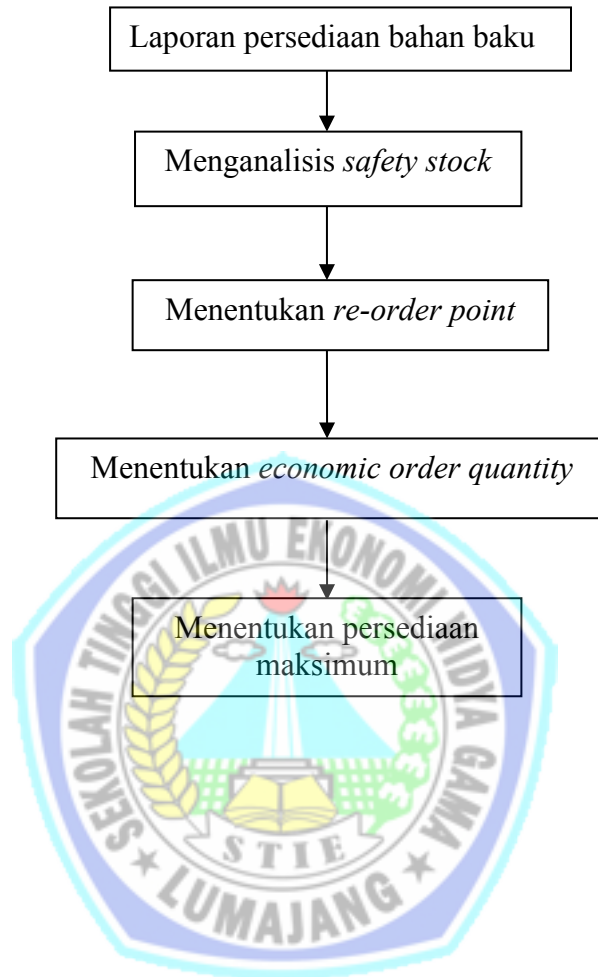 Laporan persediaan bahan baku
Menganalisis safety stock
Menentukan re-order point
Menentukan economic order quantity
Menentukan persediaan
maksimum
SEKOLAH TINGGI ILMU EKONOMI WIDYA GAMA
STIE
LUMAJANG